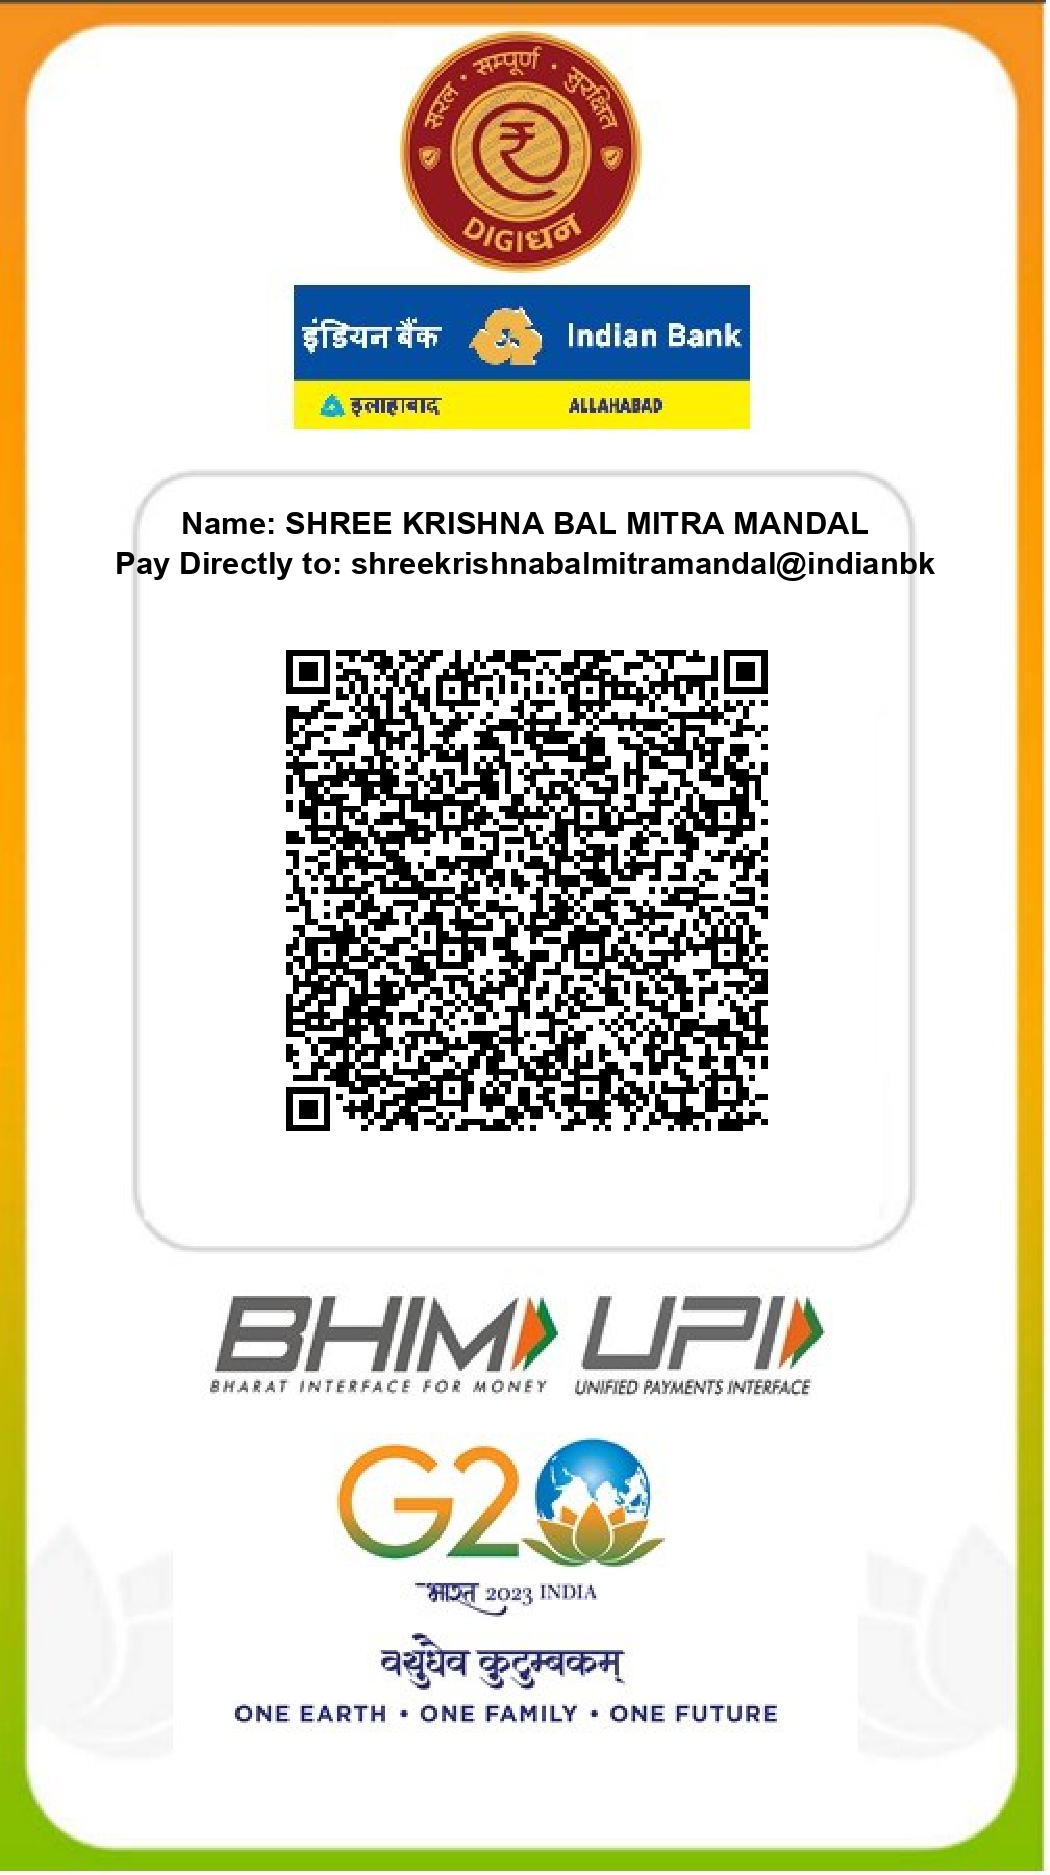 सरल • सम्पूर्ण • सुरक्षित
DIGIधन
इंडियन बैंक Indian Bank
इलाहाबाद ALLAHABAD
Name: SHREE KRISHNA BAL MITRA MANDAL
Pay Directly to: shreekrishnabalmitramandal@indianbk
BHIM UPI
BHARAT INTERFACE FOR MONEY UNIFIED PAYMENTS INTERFACE
G20
भारत 2023 INDIA
वसुधैव कुटुम्बकम्
ONE EARTH • ONE FAMILY • ONE FUTURE